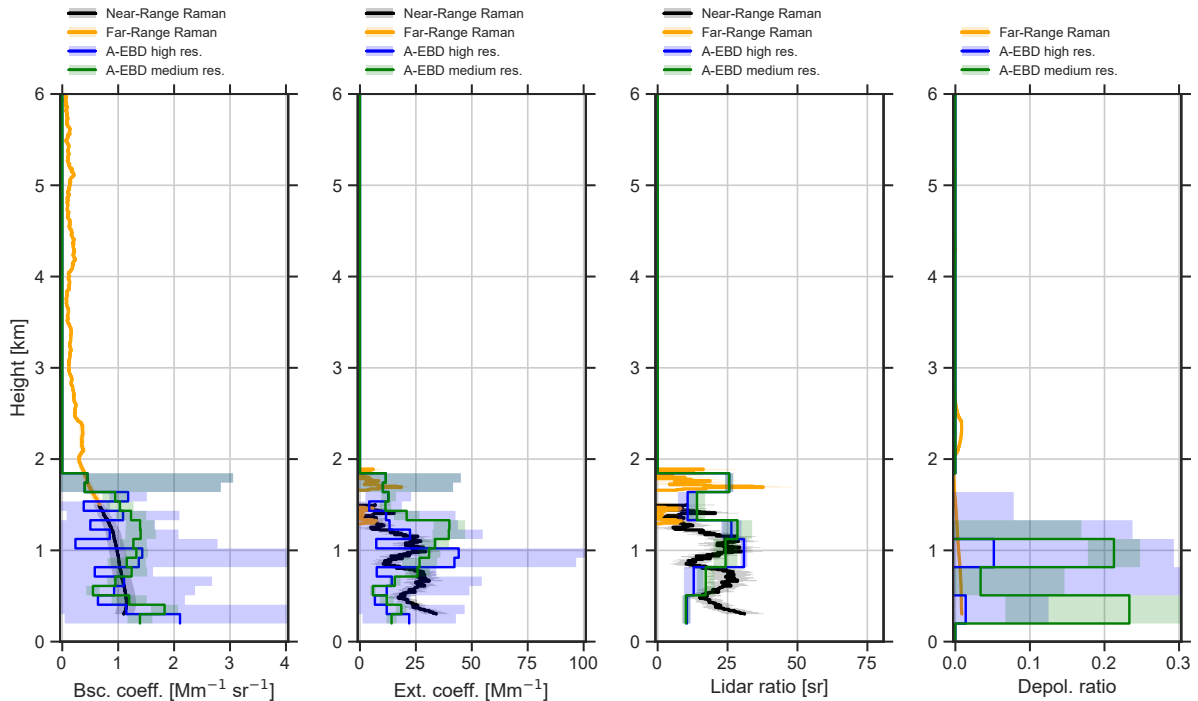 Near-Range Raman
Far-Range Raman
A-EBD high res.
A-EBD medium res.
Near-Range Raman
Far-Range Raman
A-EBD high res.
A-EBD medium res.
Near-Range Raman
Far-Range Raman
A-EBD high res.
A-EBD medium res.
Far-Range Raman
A-EBD high res.
A-EBD medium res.
Height [km]
6
5
4
3
2
1
0
0 1 2 3 4
Bsc. coeff. [Mm⁻¹ sr⁻¹]
6
5
4
3
2
1
0
0 25 50 75 100
Ext. coeff. [Mm⁻¹]
6
5
4
3
2
1
0
0 25 50 75
Lidar ratio [sr]
6
5
4
3
2
1
0
0.0 0.1 0.2 0.3
Depol. ratio